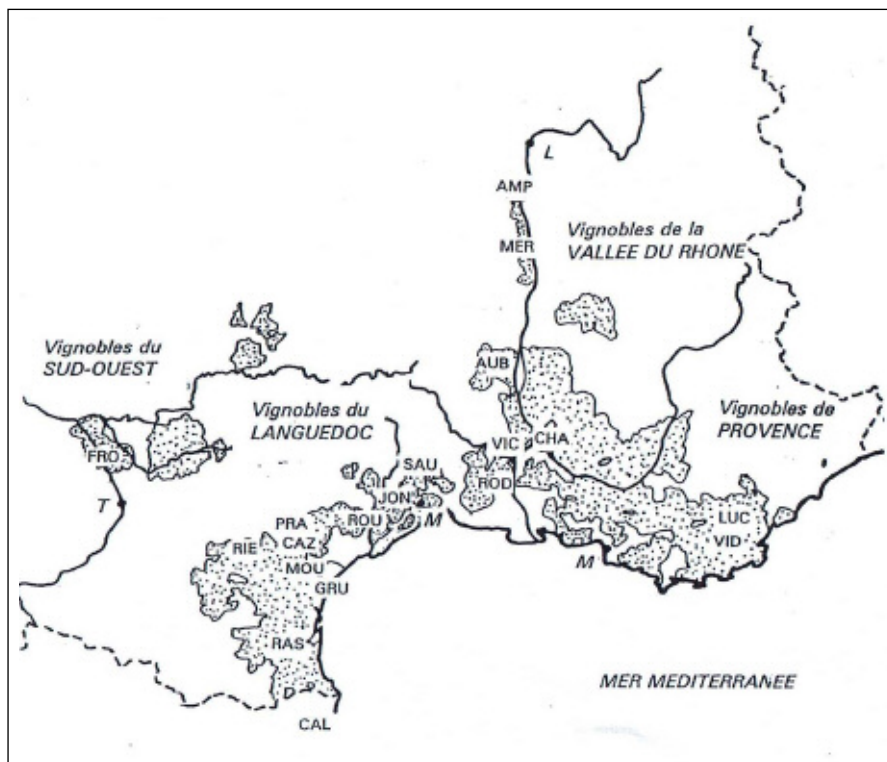 L
AMP
Vignobles de la
VALLEE DU RHONE
MER
Vignobles du
SUD-OUEST
AUB
Vignobles du
LANGUEDOC
Vignobles de
PROVENCE
FRO
VIC
CHA
SAU
ROD
JON
T
PRA
ROU
M
LUC
RIE
CAZ
VID
MOU
M
GRU
RAS
MER MEDITERRANEE
CAL